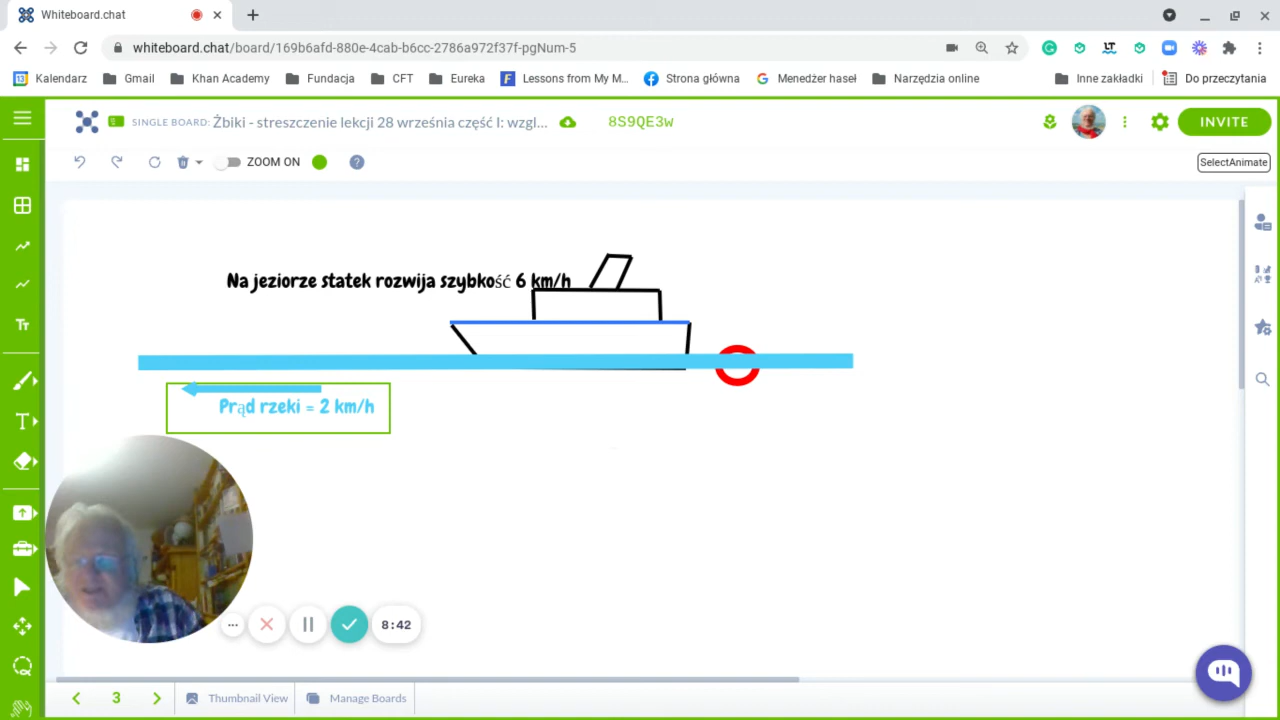 Whiteboard.chat
whiteboard.chat/board/169b6afd-880e-4cab-b6cc-2786a972f37f-pgNum-5
Kalendarz Gmail Khan Academy Fundacja CFT Eureka Lessons from My M... Strona główna Menedżer haseł Narzędzia online Inne zakładki Do przeczytania
SINGLE BOARD: Żbiki - streszczenie lekcji 28 września część I: wzgl... 8S9QE3W INVITE
ZOOM ON SelectAnimate
Na jeziorze statek rozwija szybkość 6 km/h
Prąd rzeki = 2 km/h
8:42
3 Thumbnail View Manage Boards